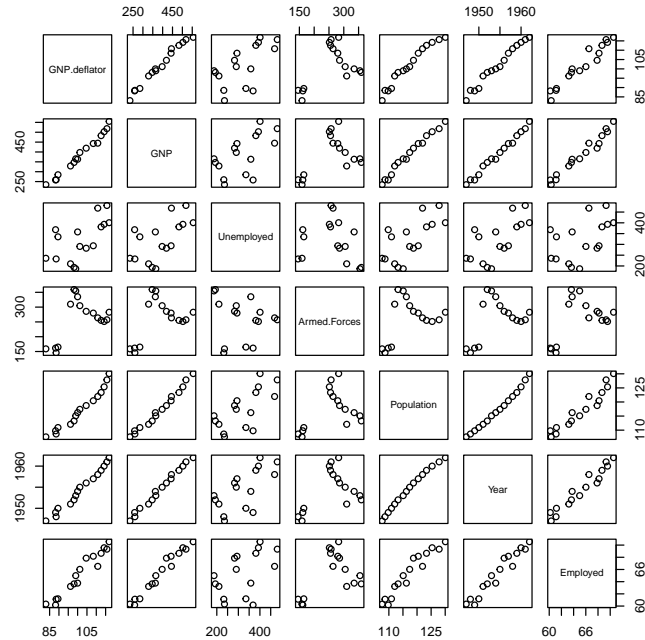 250 450
150 300
1950 1960
GNP.deflator
85 105
250 450
GNP
Unemployed
200 400
150 300
Armed.Forces
Population
110 125
1950 1960
Year
Employed
60 66
85 105
200 400
110 125
60 66